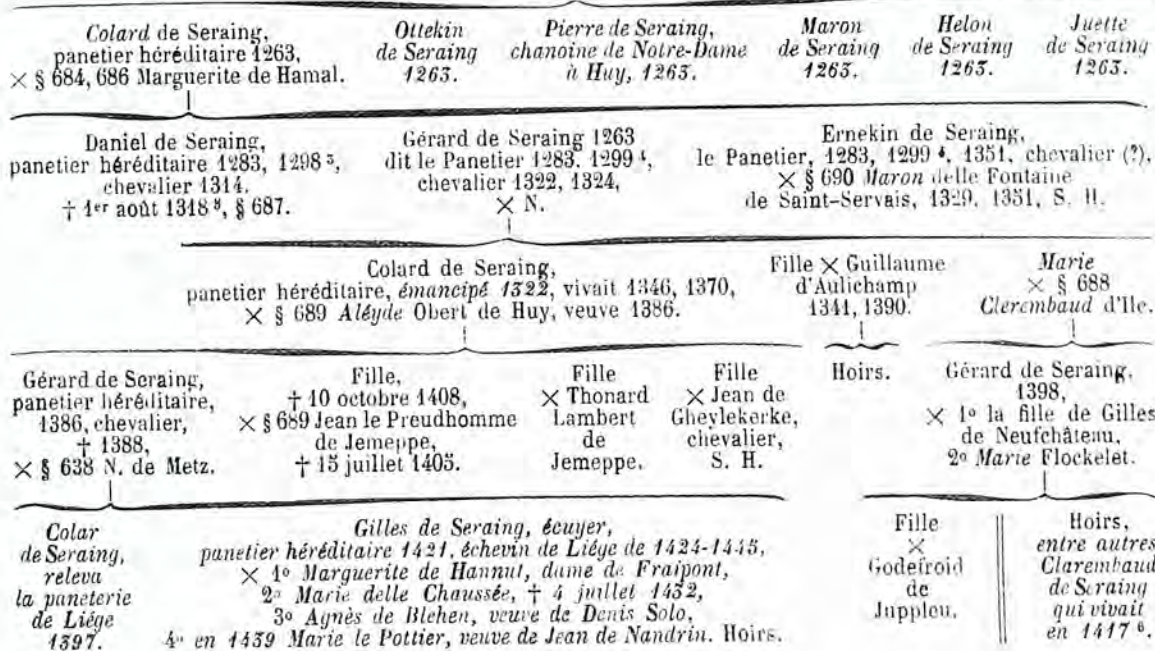 Colard de Seraing,
panetier héréditaire 1263,
× § 684, 686 Marguerite de Hamal.
Ottekin
de Seraing
1263.
Pierre de Seraing,
chanoine de Notre-Dame
à Huy, 1263.
Maron
de Seraing
1263.
Helon
de Seraing
1263.
Juette
de Seraing
1263.
Daniel de Seraing,
panetier héréditaire 1283, 1298 ³,
chevalier 1314.
† 1er août 1318 ³, § 687.
Gérard de Seraing 1263
dit le Panetier 1283. 1299 ⁴,
chevalier 1322, 1324,
× N.
Ernekin de Seraing,
le Panetier, 1283, 1299 ⁴, 1351, chevalier (?),
× § 690 Maron delle Fontaine
de Saint-Servais, 1329, 1351, S. H.
Colard de Seraing,
panetier héréditaire, émancipé 1322, vivait 1346, 1370,
× § 689 Aléyde Obert de Huy, veuve 1386.
Fille × Guillaume
d'Aulichamp
1341, 1390.
Marie
× § 688
Clerembaud d'Ile.
Gérard de Seraing,
panetier héréditaire,
1386, chevalier,
† 1388,
× § 638 N. de Metz.
Fille,
† 10 octobre 1408,
× § 689 Jean le Preudhomme
de Jemeppe,
† 15 juillet 1405.
Fille
× Thonard
Lambert
de
Jemeppe.
Fille
× Jean de
Gheylekerke,
chevalier,
S. H.
Hoirs.
Gérard de Seraing,
1398,
× 1º la fille de Gilles
de Neufchâteau,
2º Marie Flockelet.
Colar
de Seraing,
releva
la paneterie
de Liége
1397.
Gilles de Seraing, écuyer,
panetier héréditaire 1421, échevin de Liége de 1424-1445,
× 1º Marguerite de Hannut, dame de Fraipont,
2º Marie delle Chaussée, † 4 juillet 1432,
3º Agnès de Blehen, veuve de Denis Solo,
4º en 1439 Marie le Pottier, veuve de Jean de Nandrin. Hoirs.
Fille
×
Godefroid
de
Juppleu.
Hoirs,
entre autres
Clarembaud
de Seraing
qui vivait
en 1417 ⁶.